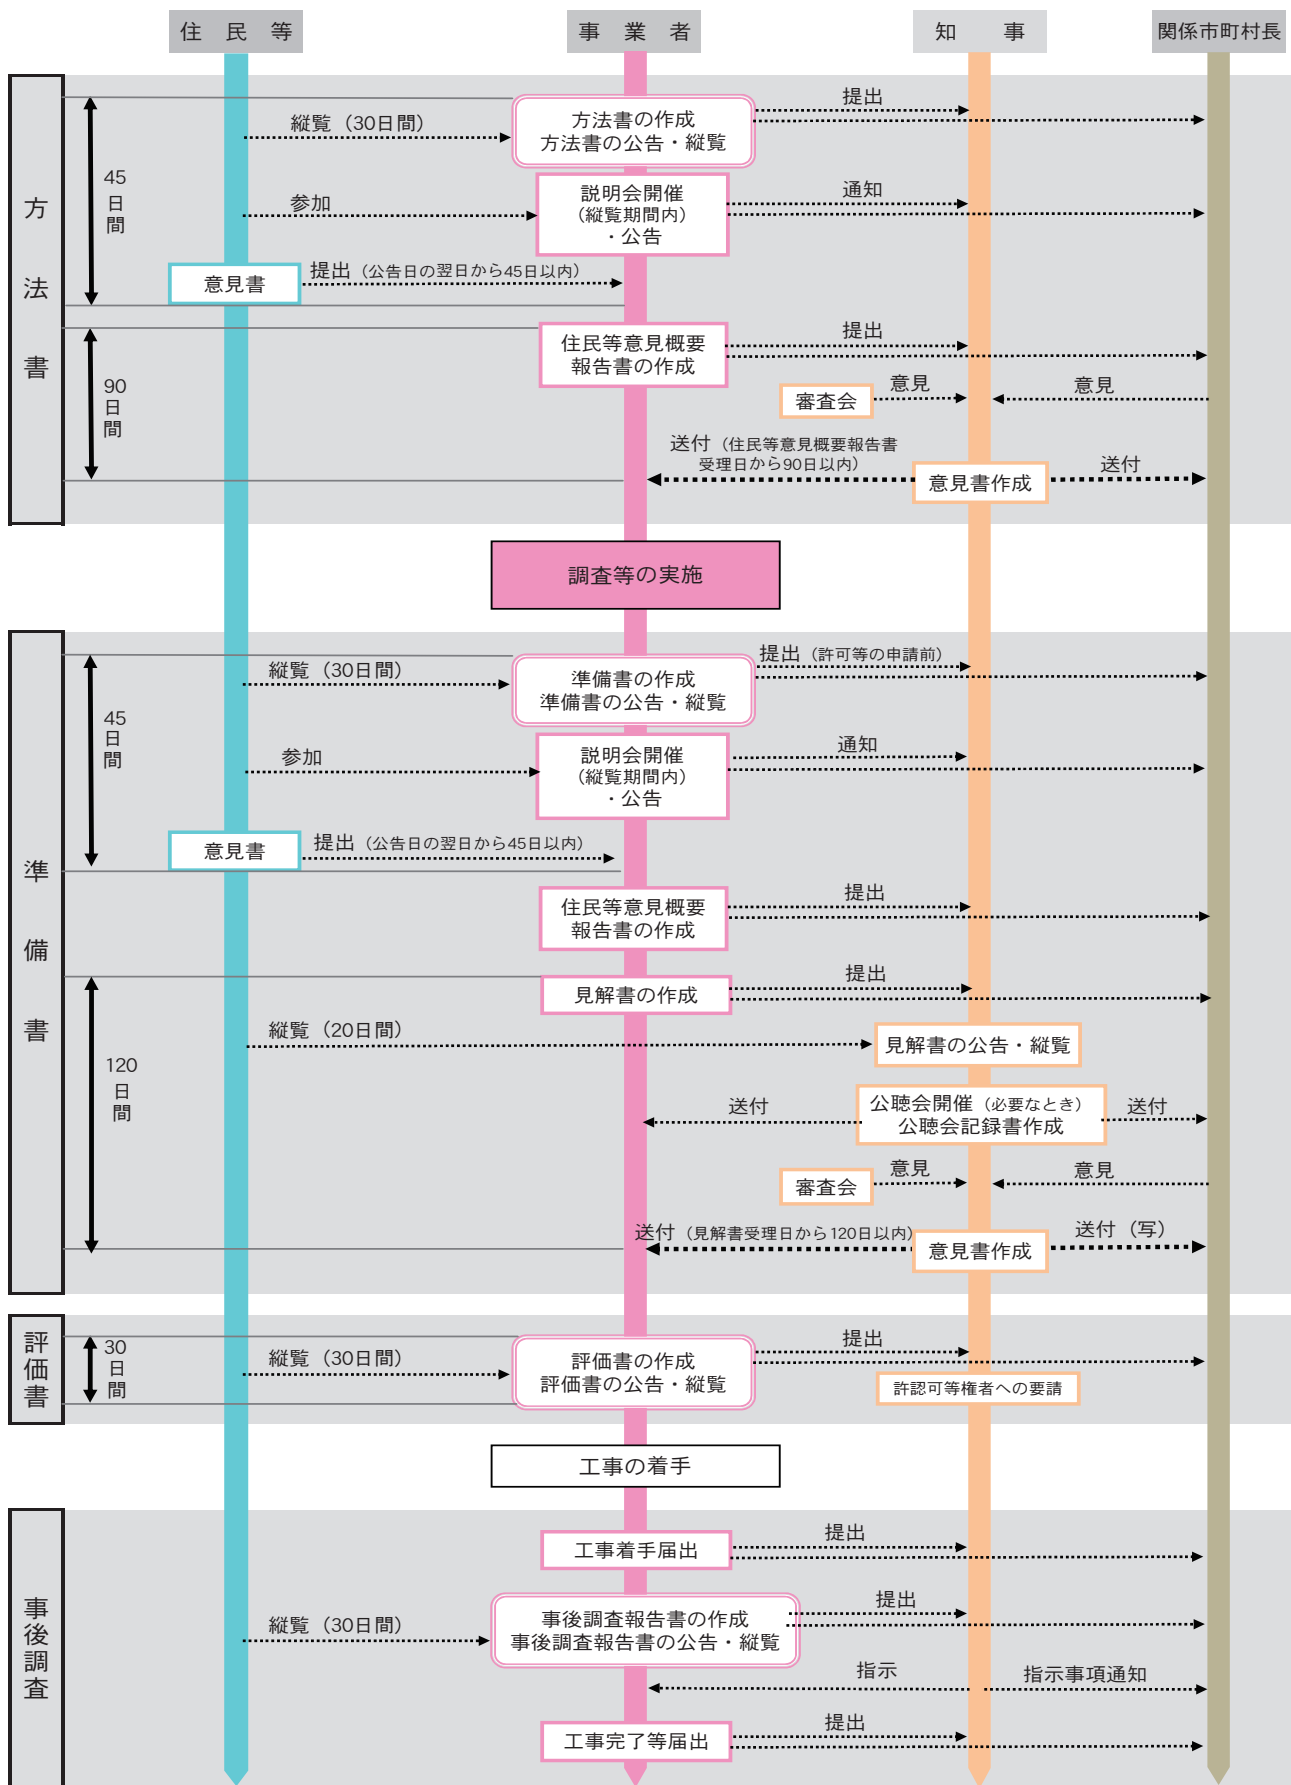 住民等
事業者
知事
関係市町村長
方法書
45
日
間
縦覧（30日間）
方法書の作成
方法書の公告・縦覧
提出
参加
説明会開催
（縦覧期間内）
・公告
通知
意見書
提出（公告日の翌日から45日以内）
90
日
間
住民等意見概要
報告書の作成
提出
審査会
意見
意見
送付（住民等意見概要報告書
受理日から90日以内）
意見書作成
送付
調査等の実施
準備書
45
日
間
縦覧（30日間）
準備書の作成
準備書の公告・縦覧
提出（許可等の申請前）
参加
説明会開催
（縦覧期間内）
・公告
通知
意見書
提出（公告日の翌日から45日以内）
住民等意見概要
報告書の作成
提出
120
日
間
見解書の作成
提出
縦覧（20日間）
見解書の公告・縦覧
送付
公聴会開催（必要なとき）
公聴会記録書作成
送付
審査会
意見
意見
送付（見解書受理日から120日以内）
意見書作成
送付（写）
評価書
30
日
間
縦覧（30日間）
評価書の作成
評価書の公告・縦覧
提出
許認可等権者への要請
工事の着手
事後調査
工事着手届出
提出
縦覧（30日間）
事後調査報告書の作成
事後調査報告書の公告・縦覧
提出
指示
指示事項通知
工事完了等届出
提出